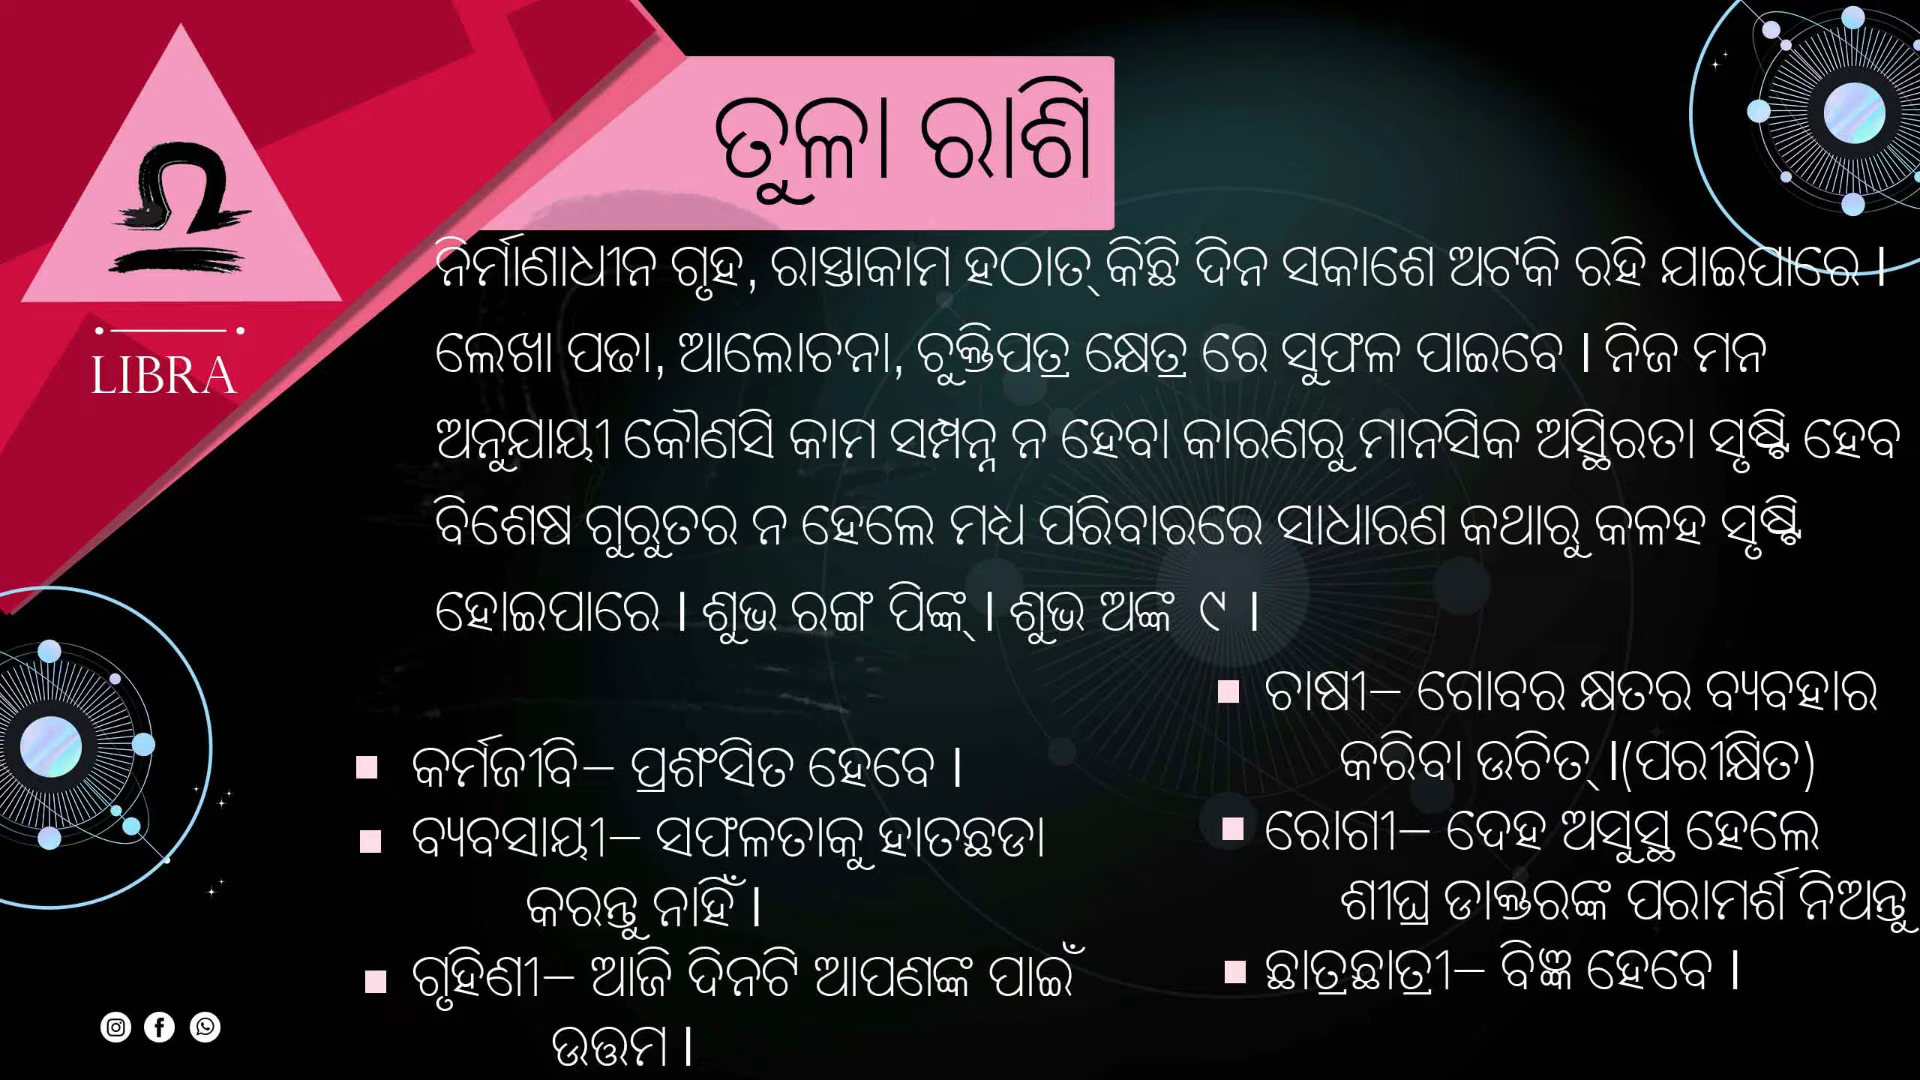 ତୁଳା ରାଶି
LIBRA
ନିର୍ମାଣାଧୀନ ଗୃହ, ରାସ୍ତାକାମ ହଠାତ୍ କିଛି ଦିନ ସକାଶେ ଅଟକି ରହି ଯାଇପାରେ ।
ଲେଖା ପଢା, ଆଲୋଚନା, ଚୁକ୍ତିପତ୍ର କ୍ଷେତ୍ର ରେ ସୁଫଳ ପାଇବେ । ନିଜ ମନ
ଅନୁଯାୟୀ କୌଣସି କାମ ସମ୍ପନ୍ନ ନ ହେବା କାରଣରୁ ମାନସିକ ଅସ୍ଥିରତା ସୃଷ୍ଟି ହେବ
ବିଶେଷ ଗୁରୁତର ନ ହେଲେ ମଧ୍ୟ ପରିବାରରେ ସାଧାରଣ କଥାରୁ କଳହ ସୃଷ୍ଟି
ହୋଇପାରେ । ଶୁଭ ରଙ୍ଗ ପିଙ୍କ୍ । ଶୁଭ ଅଙ୍କ ୯ ।
କର୍ମଜୀବି– ପ୍ରଶଂସିତ ହେବେ ।
ବ୍ୟବସାୟୀ– ସଫଳତାକୁ ହାତଛଡା
କରନ୍ତୁ ନାହିଁ ।
ଗୃହିଣୀ– ଆଜି ଦିନଟି ଆପଣଙ୍କ ପାଇଁ
ଉତ୍ତମ ।
ଚାଷୀ– ଗୋବର କ୍ଷତର ବ୍ୟବହାର
କରିବା ଉଚିତ୍ ।(ପରୀକ୍ଷିତ)
ରୋଗୀ– ଦେହ ଅସୁସ୍ଥ ହେଲେ
ଶୀଘ୍ର ଡାକ୍ତରଙ୍କ ପରାମର୍ଶ ନିଅନ୍ତୁ
ଛାତ୍ରଛାତ୍ରୀ– ବିଜ୍ଞ ହେବେ ।